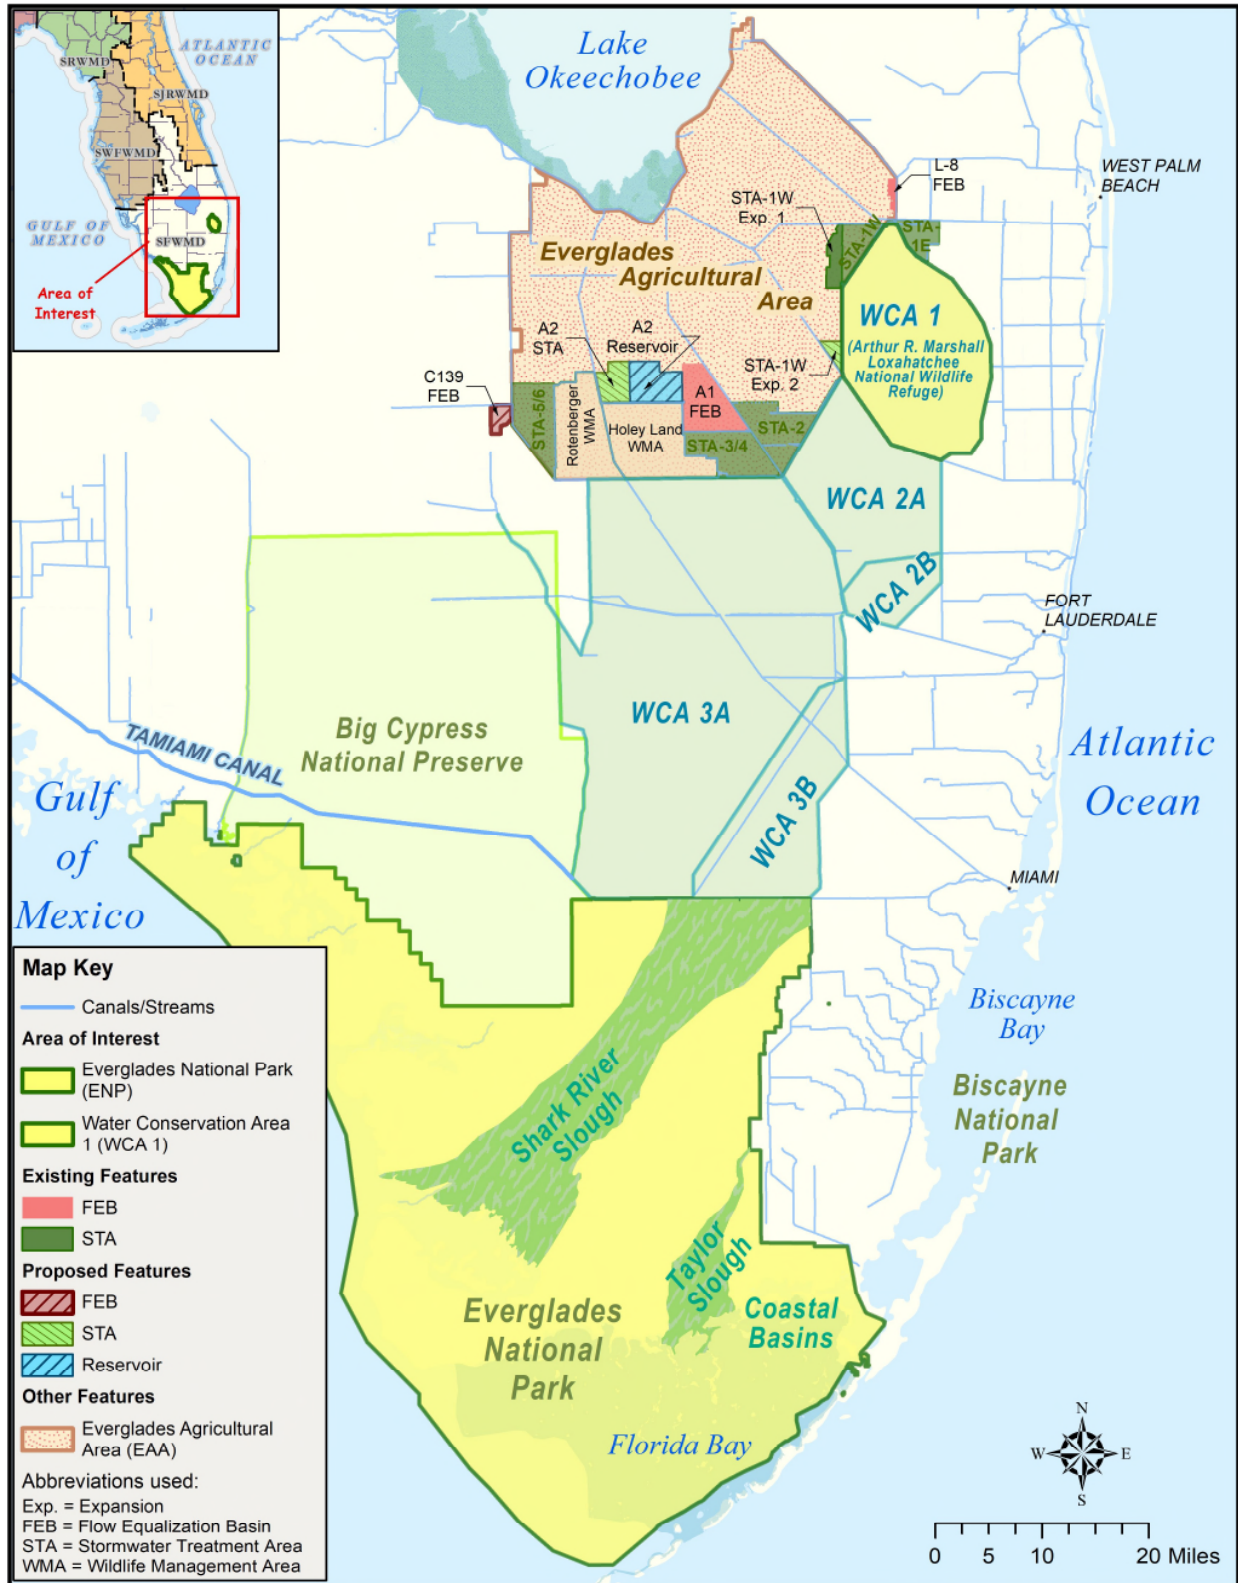 SRWMD
ATLANTIC
OCEAN
SJRWMD
SWFWMD
GULF OF
MEXICO
SFWMD
Area of
Interest
Lake
Okeechobee
WEST PALM
BEACH
L-8
FEB
STA-1W
Exp. 1
STA-1W
STA-
1E
Everglades
Agricultural
Area
WCA 1
(Arthur R. Marshall
Loxahatchee
National Wildlife
Refuge)
A2
STA
A2
Reservoir
STA-1W
Exp. 2
C139
FEB
A1
FEB
STA-5/6
Rotenberger
WMA
Holey Land
WMA
STA-2
STA-3/4
WCA 2A
WCA 2B
FORT
LAUDERDALE
WCA 3A
Big Cypress
National Preserve
TAMIAMI CANAL
WCA 3B
Atlantic
Ocean
Gulf
of
Mexico
MIAMI
Biscayne
Bay
Biscayne
National
Park
Shark River
Slough
Taylor
Slough
Coastal
Basins
Everglades
National
Park
Florida Bay
Map Key
Canals/Streams
Area of Interest
Everglades National Park
(ENP)
Water Conservation Area
1 (WCA 1)
Existing Features
FEB
STA
Proposed Features
FEB
STA
Reservoir
Other Features
Everglades Agricultural
Area (EAA)
Abbreviations used:
Exp. = Expansion
FEB = Flow Equalization Basin
STA = Stormwater Treatment Area
WMA = Wildlife Management Area
N
W E
S
0 5 10 20 Miles